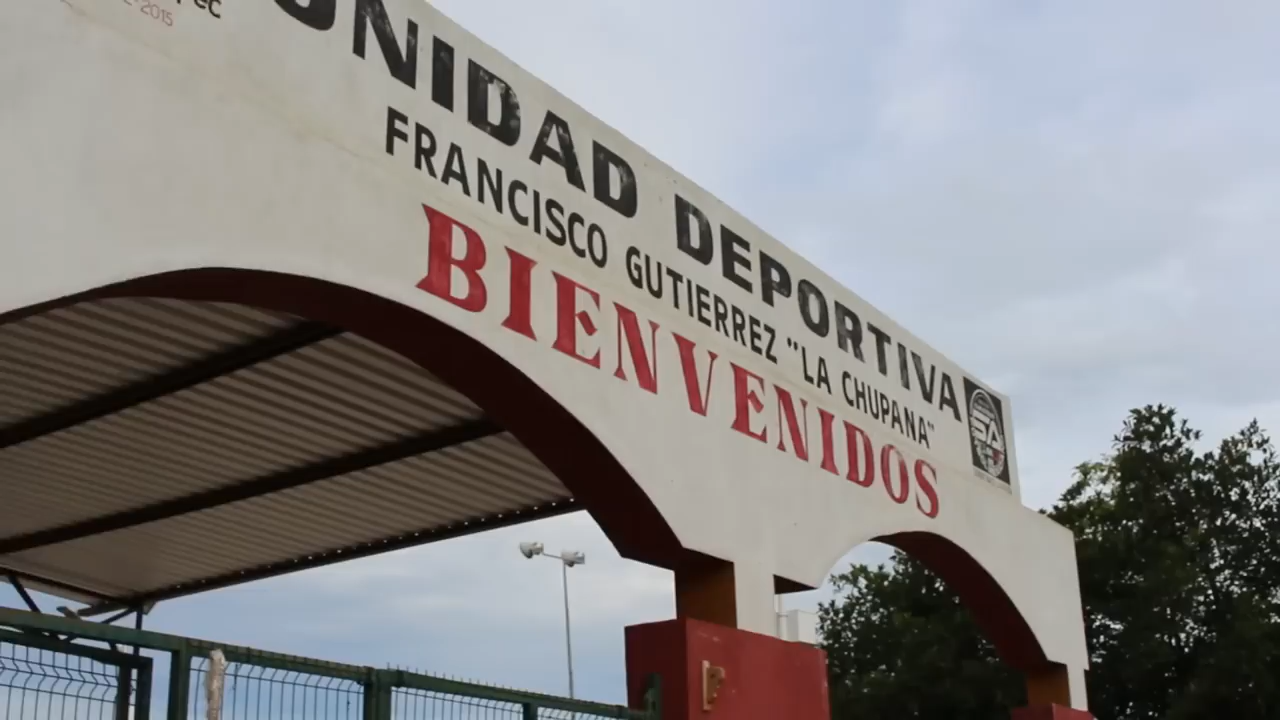 UNIDAD DEPORTIVA
FRANCISCO GUTIERREZ "LA CHUPANA"
BIENVENIDOS